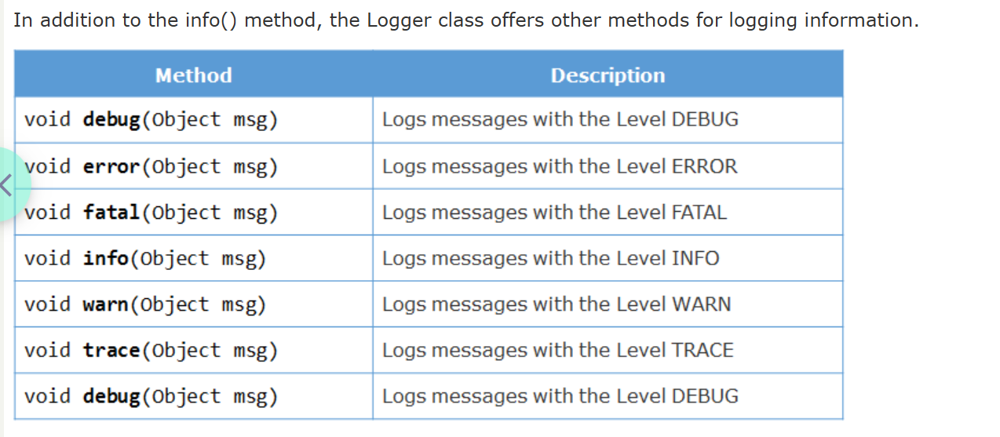 In addition to the info() method, the Logger class offers other methods for logging information.
Method Description
void debug(Object msg) Logs messages with the Level DEBUG
void error(Object msg) Logs messages with the Level ERROR
void fatal(Object msg) Logs messages with the Level FATAL
void info(Object msg) Logs messages with the Level INFO
void warn(Object msg) Logs messages with the Level WARN
void trace(Object msg) Logs messages with the Level TRACE
void debug(Object msg) Logs messages with the Level DEBUG